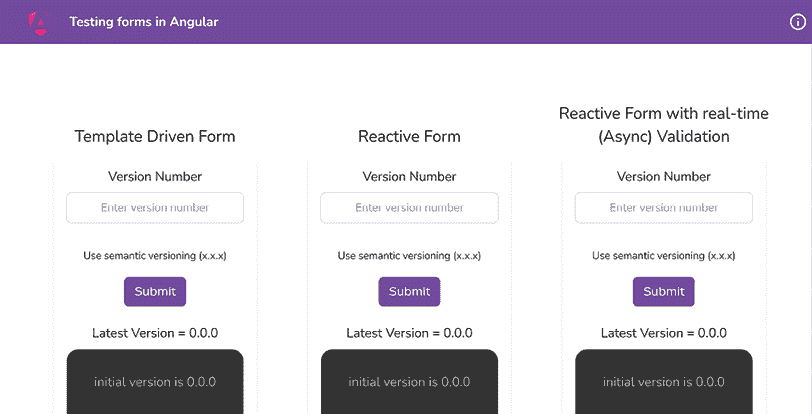 Testing forms in Angular
Template Driven Form
Version Number
Enter version number
Use semantic versioning (x.x.x)
Submit
Latest Version = 0.0.0
initial version is 0.0.0
Reactive Form
Version Number
Enter version number
Use semantic versioning (x.x.x)
Submit
Latest Version = 0.0.0
initial version is 0.0.0
Reactive Form with real-time
(Async) Validation
Version Number
Enter version number
Use semantic versioning (x.x.x)
Submit
Latest Version = 0.0.0
initial version is 0.0.0